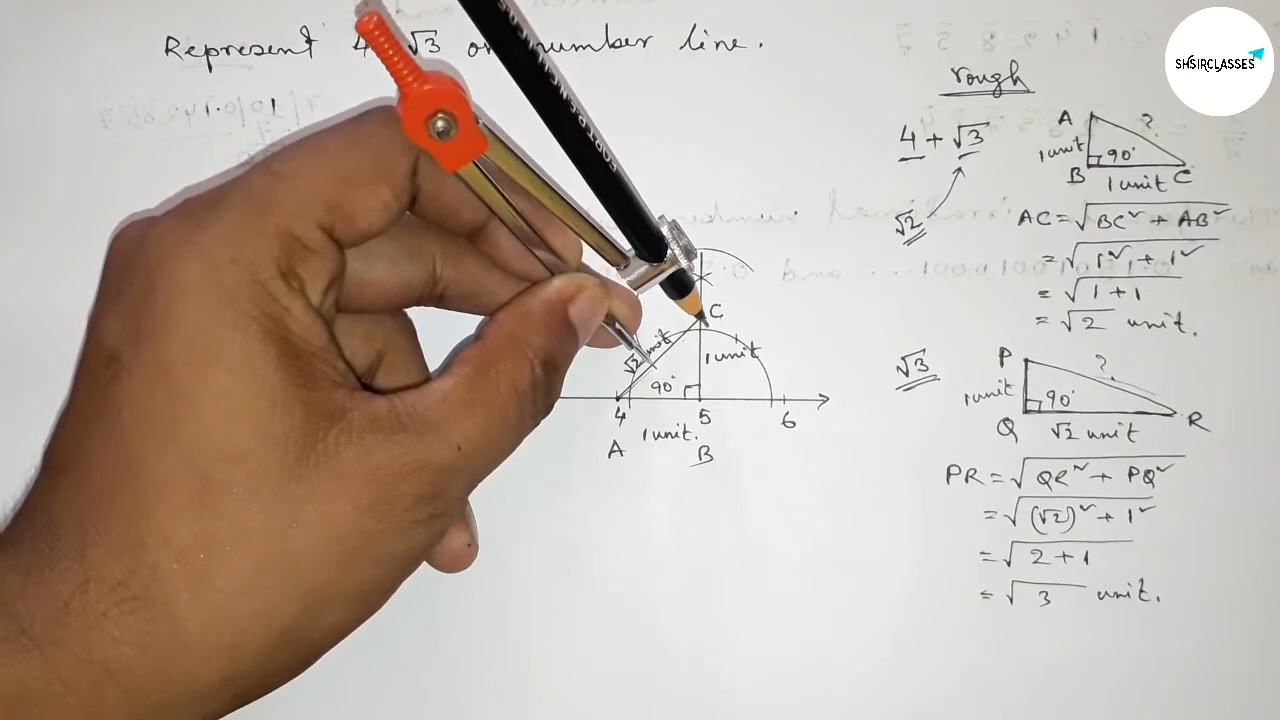 Represent 4 √3 on number line.
SHSIRCLASSES
rough
4 + √3
√2
A
?
1 unit
90°
B
1 unit
C
AC = √BC² + AB²
= √1² + 1²
= √1 + 1
= √2 unit.
√3
P
?
1 unit
90°
Q
√2 unit
R
PR = √QR² + PQ²
= √(√2)² + 1²
= √2 + 1
= √3 unit.
C
√2 unit
1 unit
90°
4 5 6
1 unit.
A B
FORTPENCIL